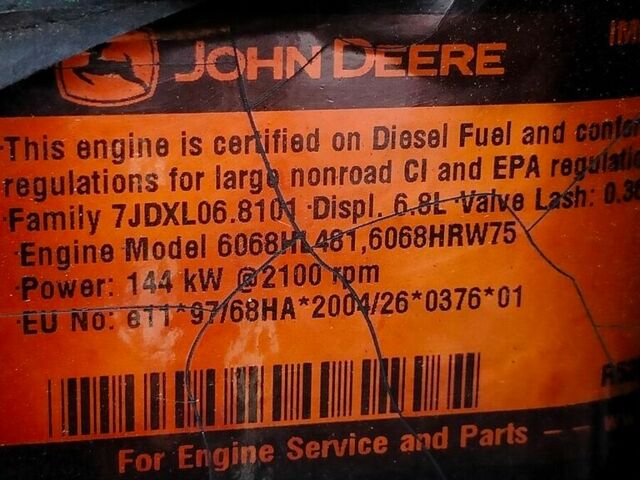 JOHN DEERE
·This engine is certified on Diesel Fuel and
regulations for large nonroad CI and EPA
·Family 7JDXL06.8101 ·Displ. 6.8L ·Valve Lash:
·Engine Model 6068HL481,6068HRW75
·Power: 144 kW @2100 rpm
·EU No: e11*97/68HA*2004/26*0376*01
For Engine Service and Parts